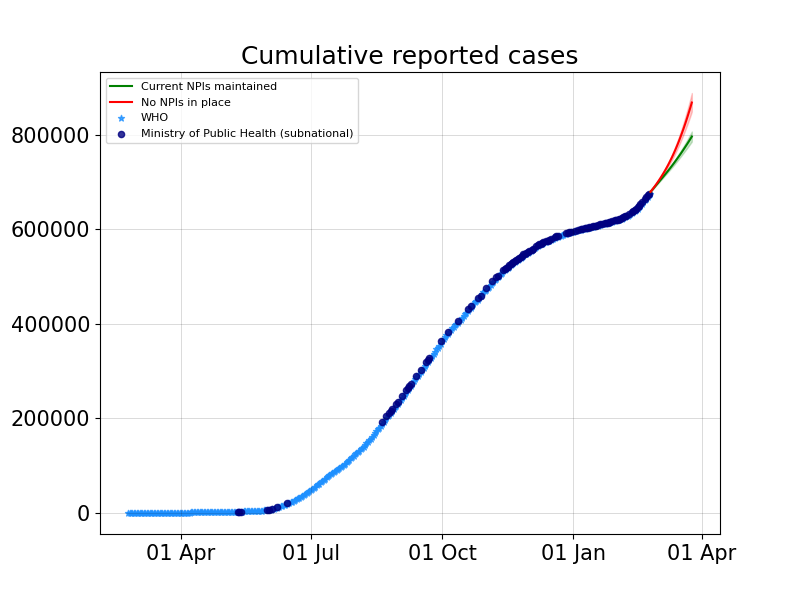 Cumulative reported cases
Current NPIs maintained
No NPIs in place
WHO
Ministry of Public Health (subnational)
800000
600000
400000
200000
0
01 Apr
01 Jul
01 Oct
01 Jan
01 Apr